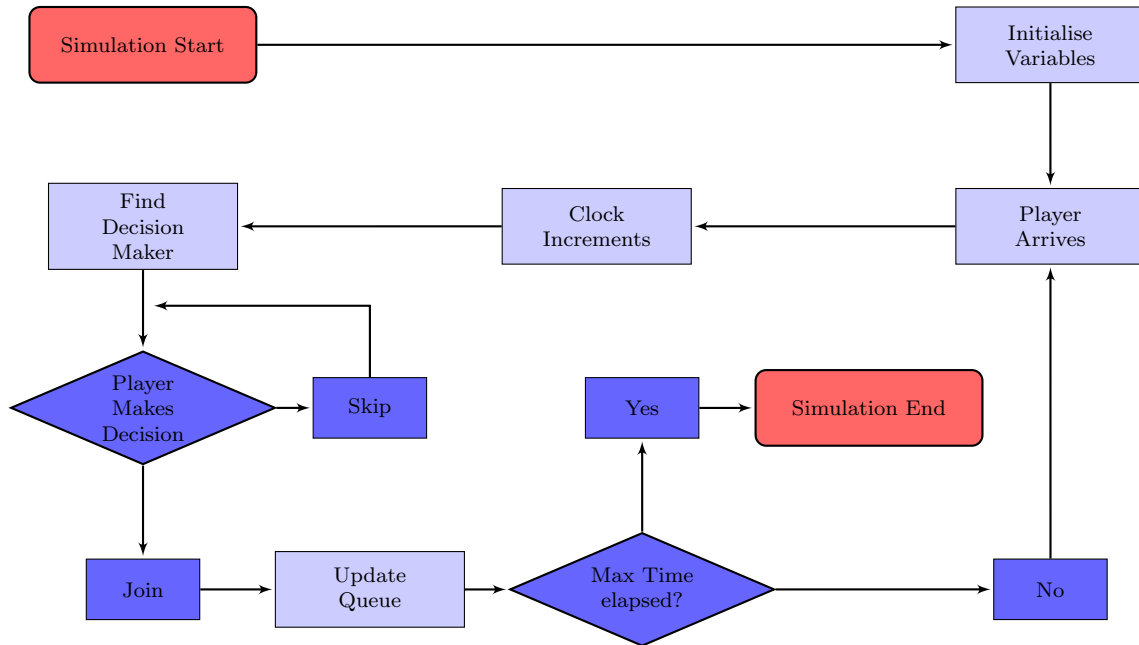 Simulation Start
Initialise
Variables
Find
Decision
Maker
Clock
Increments
Player
Arrives
Player
Makes
Decision
Skip
Yes
Simulation End
Join
Update
Queue
Max Time
elapsed?
No